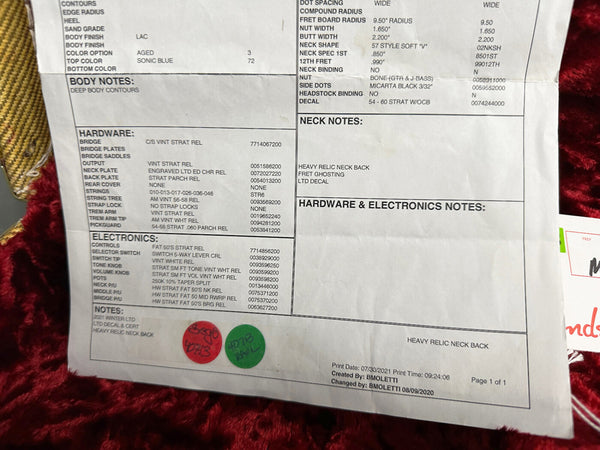 CONTOURS
EDGE RADIUS
HEEL
SAND GRADE
BODY FINISH LAC
BODY FINISH
COLOR OPTION AGED 3
TOP COLOR SONIC BLUE 72
BOTTOM COLOR
BODY NOTES:
DEEP BODY CONTOURS
HARDWARE:
BRIDGE C/S VINT STRAT REL 7714067200
BRIDGE PLATES
BRIDGE SADDLES
OUTPUT VINT STRAT REL 0051586200
NECK PLATE ENGRAVED LTD ED CHR REL 0072027220
BACK PLATE STRAT PARCH REL 0054013200
REAR COVER NONE NONE
STRINGS 010-013-017-026-036-046 STR6
STRING TREE AM VINT 56-58 REL 0093669200
STRAP LOCK NO STRAP LOCKS NONE
TREM ARM VINT STRAT REL 0019652240
TREM ARM TIP AM VINT WHT REL 0094261200
PICKGUARD 54-56 STRAT .060 PARCH REL 0053841200
ELECTRONICS:
CONTROLS FAT 50'S STRAT REL 7714856200
SELECTOR SWITCH SWITCH 5-WAY LEVER CRL 0038929000
SWITCH TIP VINT WHITE REL 0093596250
TONE KNOB STRAT SM FT TONE VINT WHT REL 0093598200
VOLUME KNOB STRAT SM FT VOL VINT WHT REL 0093599200
POTS 250K 10% TAPER SPLIT 0013446000
NECK P/U HW STRAT FAT 50'S NK REL 0075371200
MIDDLE P/U HW STRAT FAT 50 MID RWRP REL 0075370200
BRIDGE P/U HW STRAT FAT 50'S BRG REL 0053627200
NOTES:
2021 WINTER LTD
LTD DECAL & CERT
HEAVY RELIC NECK BACK
DOT SPACING WIDE WIDE
COMPOUND RADIUS
FRET BOARD RADIUS 9.50" RADIUS 9.50
NUT WIDTH 1.650" 1.650
BUTT WIDTH 2.200" 2.200
NECK SHAPE 57 STYLE SOFT "V" 02NKSH
NECK SPEC 1ST .850" 8501ST
12TH FRET .990" 99012TH
NECK BINDING NO N
NUT BONE (GTR & J-BASS)
SIDE DOTS MICARTA BLACK 3/32" 0059552000
HEADSTOCK BINDING NO N
DECAL 54 - 60 STRAT W/OCB 0074244000
NECK NOTES:
HEAVY RELIC NECK BACK
FRET GHOSTING
LTD DECAL
HARDWARE & ELECTRONICS NOTES:
HEAVY RELIC NECK BACK
Print Date: 07/30/2021 Print Time: 09:24:06
Created By: BMOLETTI
Changed by: BMOLETTI 08/09/2020
Page 1 of 1